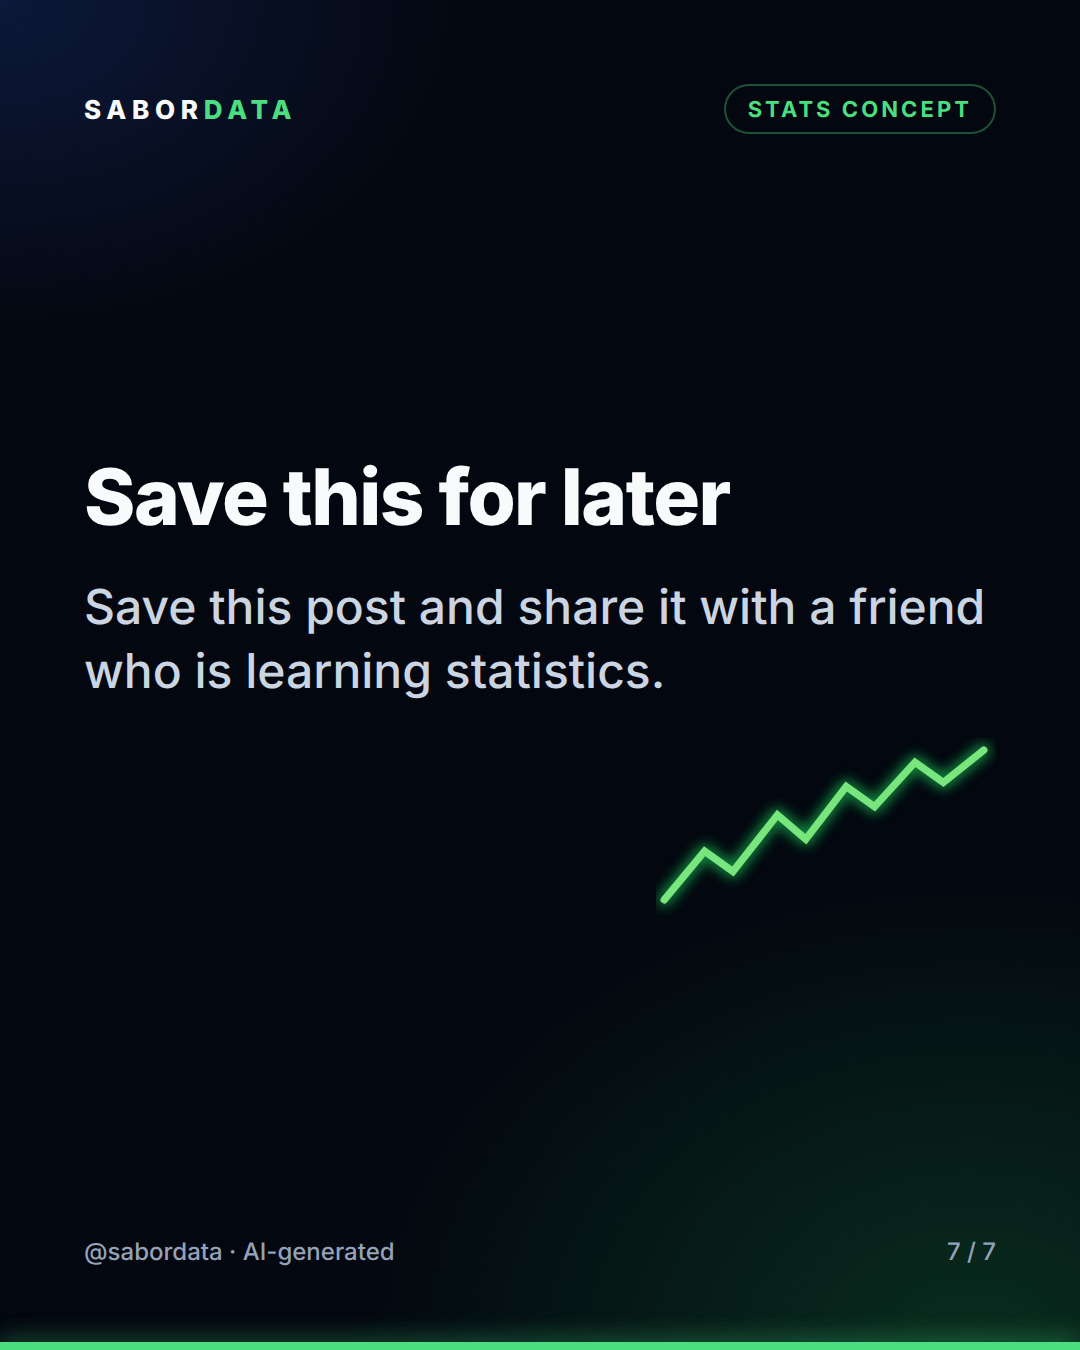 SABORDATA
STATS CONCEPT
Save this for later
Save this post and share it with a friend
who is learning statistics.
@sabordata · AI-generated
7 / 7